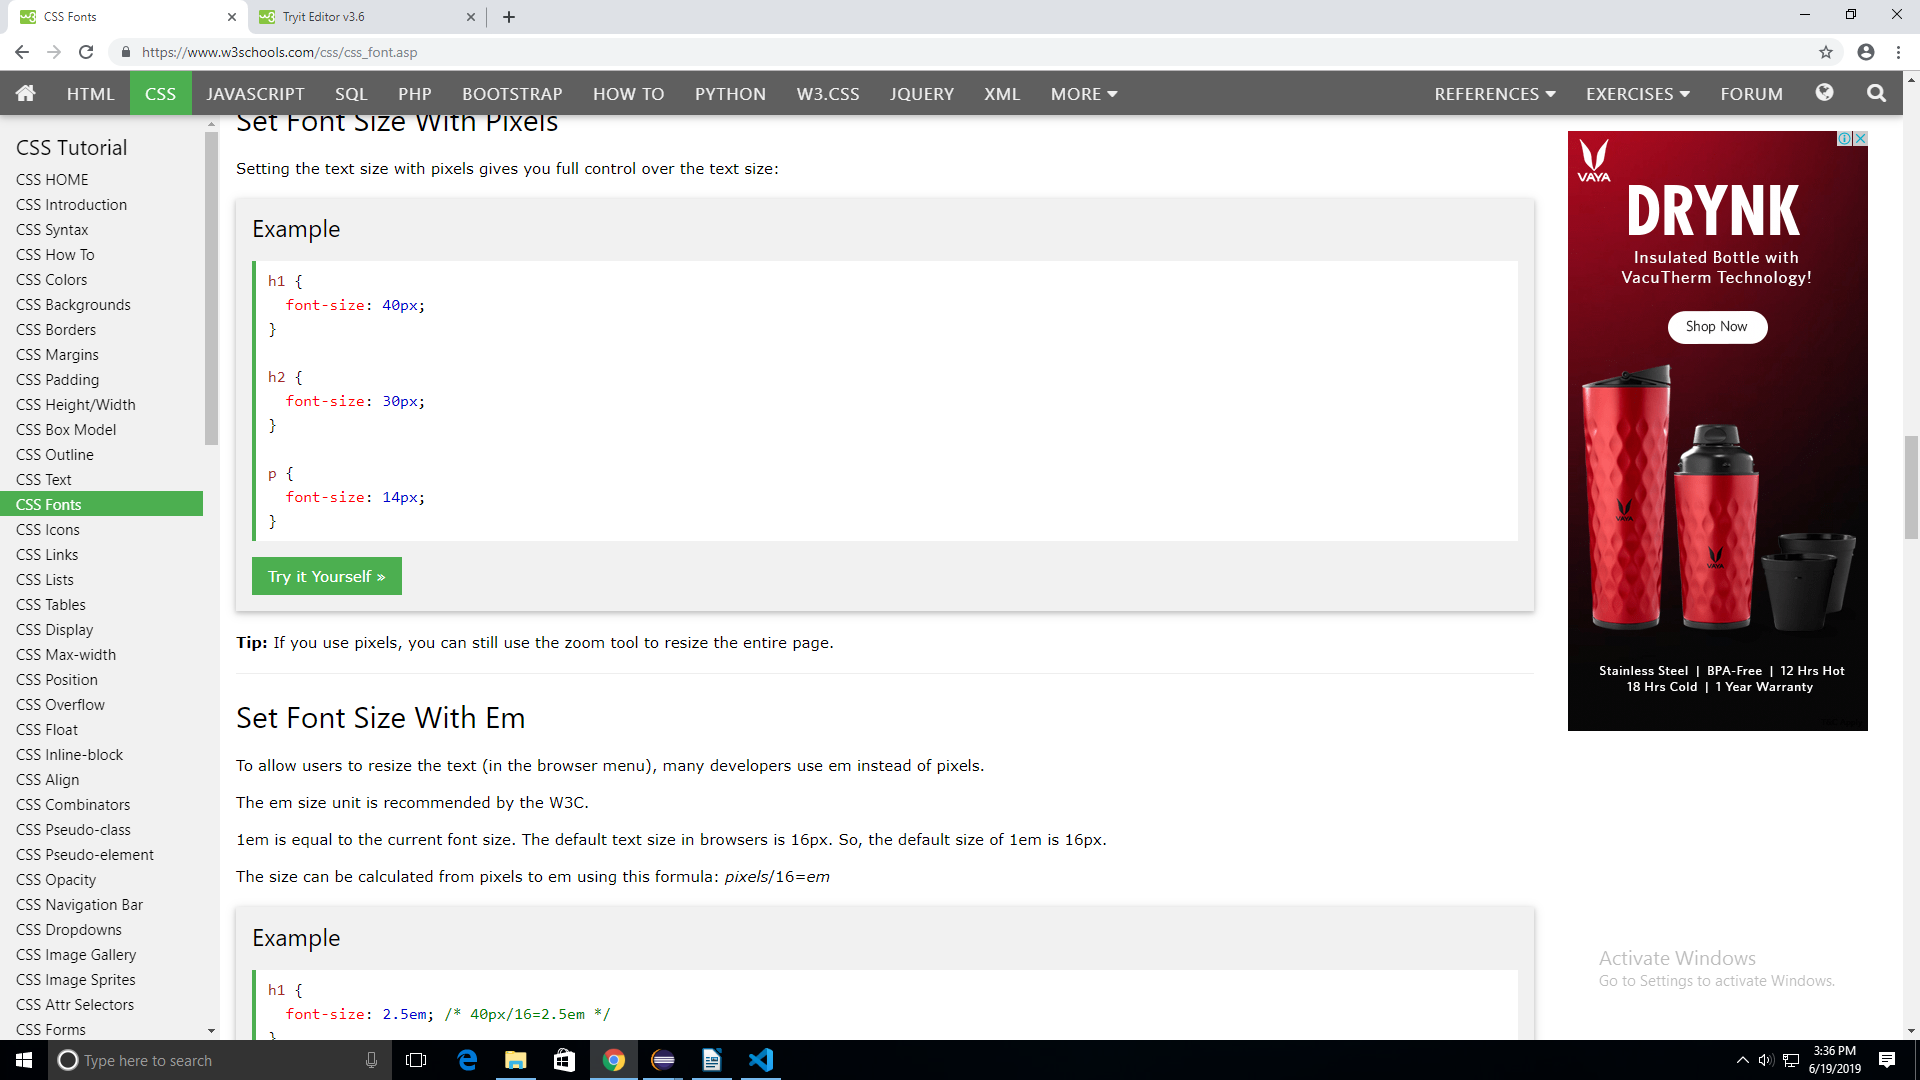 CSS Fonts
Tryit Editor v3.6
https://www.w3schools.com/css/css_font.asp
HTML CSS JAVASCRIPT SQL PHP BOOTSTRAP HOW TO PYTHON W3.CSS JQUERY XML MORE REFERENCES EXERCISES FORUM
CSS Tutorial
CSS HOME
CSS Introduction
CSS Syntax
CSS How To
CSS Colors
CSS Backgrounds
CSS Borders
CSS Margins
CSS Padding
CSS Height/Width
CSS Box Model
CSS Outline
CSS Text
CSS Fonts
CSS Icons
CSS Links
CSS Lists
CSS Tables
CSS Display
CSS Max-width
CSS Position
CSS Overflow
CSS Float
CSS Inline-block
CSS Align
CSS Combinators
CSS Pseudo-class
CSS Pseudo-element
CSS Opacity
CSS Navigation Bar
CSS Dropdowns
CSS Image Gallery
CSS Image Sprites
CSS Attr Selectors
CSS Forms
Set Font Size With Pixels
Setting the text size with pixels gives you full control over the text size:
Example
h1 {
font-size: 40px;
}
h2 {
font-size: 30px;
}
p {
font-size: 14px;
}
Try it Yourself »
Tip: If you use pixels, you can still use the zoom tool to resize the entire page.
Set Font Size With Em
To allow users to resize the text (in the browser menu), many developers use em instead of pixels.
The em size unit is recommended by the W3C.
1em is equal to the current font size. The default text size in browsers is 16px. So, the default size of 1em is 16px.
The size can be calculated from pixels to em using this formula: pixels/16=em
Example
h1 {
font-size: 2.5em; /* 40px/16=2.5em */
}
VAYA
DRYNK
Insulated Bottle with
VacuTherm Technology!
Shop Now
VAYA
VAYA
Stainless Steel | BPA-Free | 12 Hrs Hot
18 Hrs Cold | 1 Year Warranty
Activate Windows
Go to Settings to activate Windows.
Type here to search
3:36 PM
6/19/2019